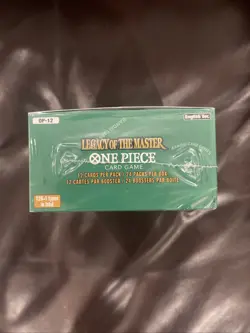 OP-12
English Ver.
LEGACY OF THE MASTER
ONE PIECE
CARD GAME
12 CARDS PER PACK / 24 PACKS PER BOX
12 CARTES PAR BOOSTER / 24 BOOSTERS PAR BOITE